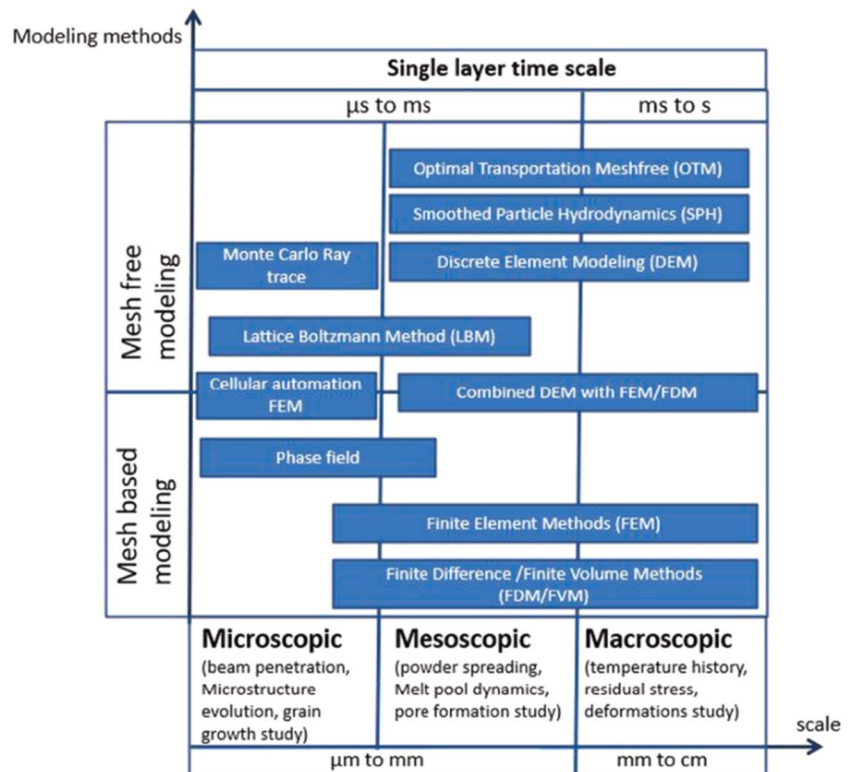 Modeling methods
Single layer time scale
µs to ms
ms to s
Mesh free
modeling
Optimal Transportation Meshfree (OTM)
Smoothed Particle Hydrodynamics (SPH)
Monte Carlo Ray
trace
Discrete Element Modeling (DEM)
Lattice Boltzmann Method (LBM)
Cellular automation
FEM
Combined DEM with FEM/FDM
Mesh based
modeling
Phase field
Finite Element Methods (FEM)
Finite Difference /Finite Volume Methods
(FDM/FVM)
Microscopic
(beam penetration,
Microstructure
evolution, grain
growth study)
Mesoscopic
(powder spreading,
Melt pool dynamics,
pore formation study)
Macroscopic
(temperature history,
residual stress,
deformations study)
scale
µm to mm
mm to cm